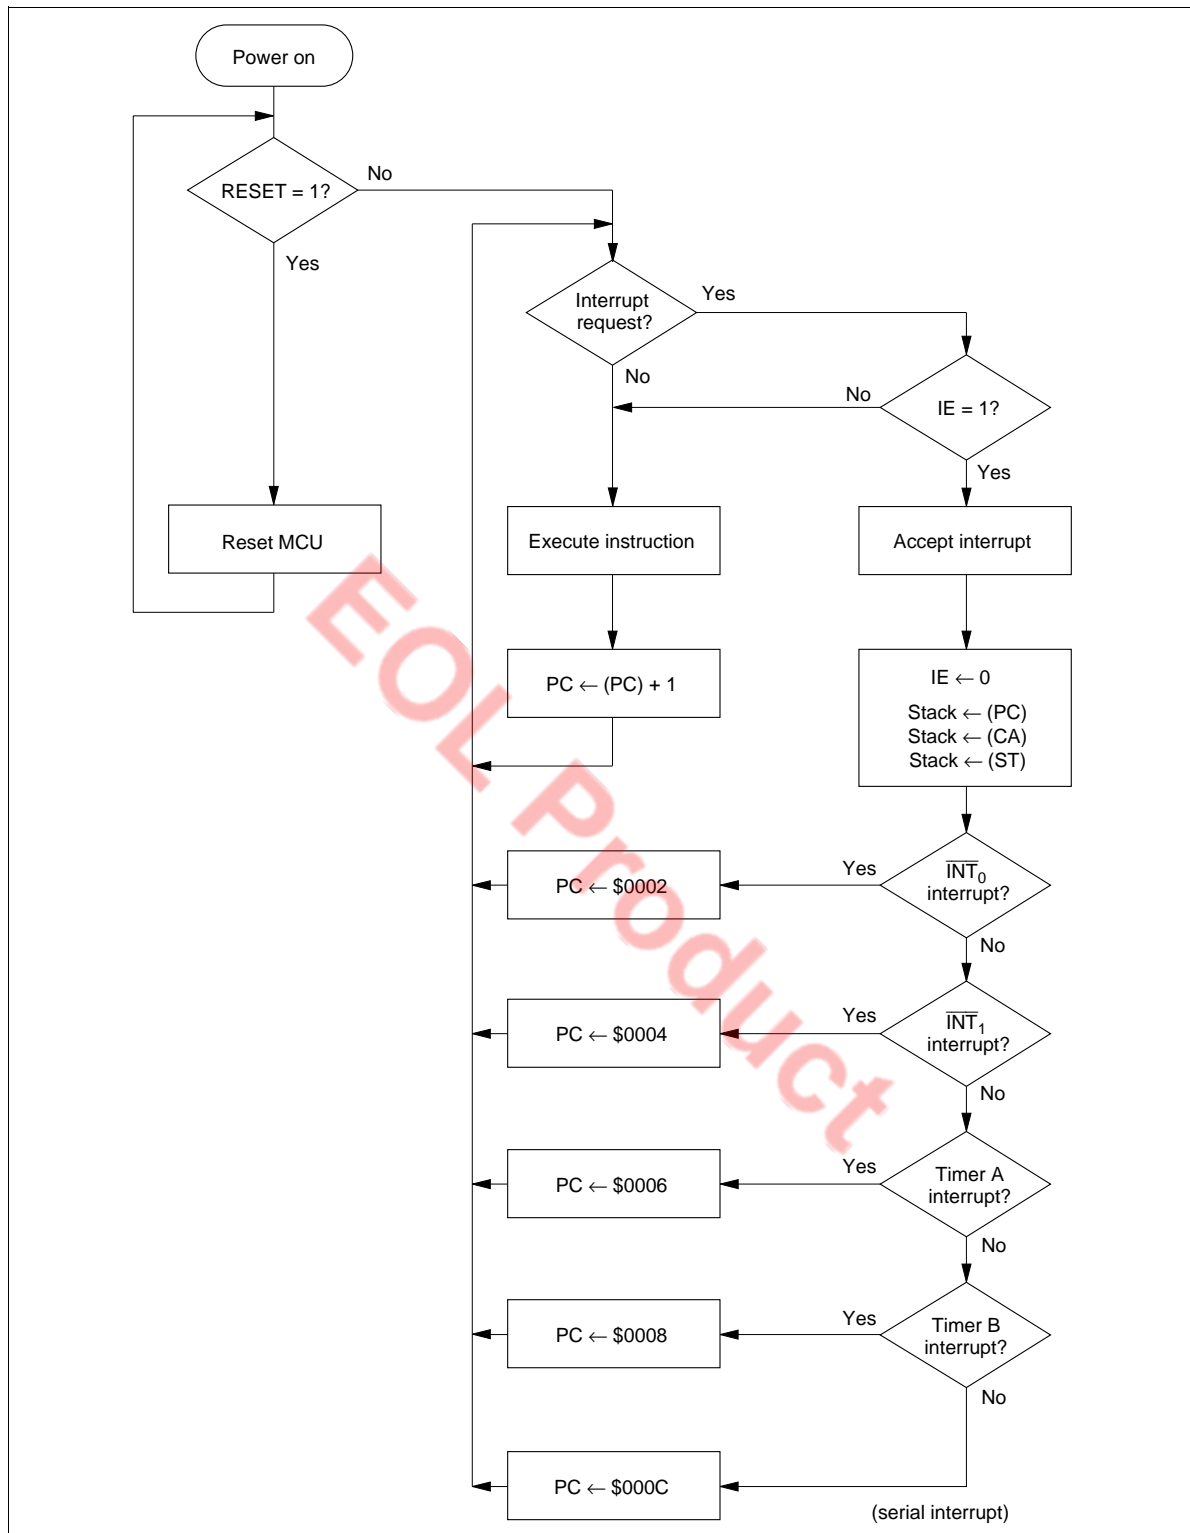 Power on
RESET = 1?
No
Yes
Interrupt
request?
Yes
No
IE = 1?
No
Yes
Reset MCU
Execute instruction
Accept interrupt
PC ← (PC) + 1
IE ← 0
Stack ← (PC)
Stack ← (CA)
Stack ← (ST)
PC ← $0002
Yes
I̅N̅T̅₀
interrupt?
No
PC ← $0004
Yes
I̅N̅T̅₁
interrupt?
No
PC ← $0006
Yes
Timer A
interrupt?
No
PC ← $0008
Yes
Timer B
interrupt?
No
PC ← $000C
(serial interrupt)
EOL Product